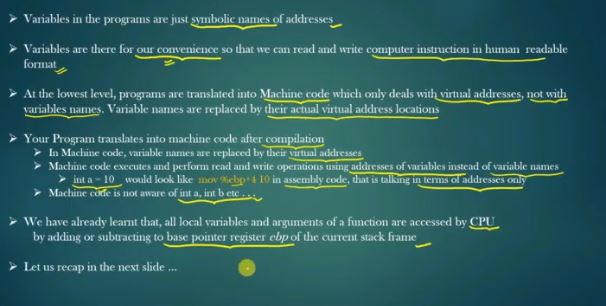 ➤ Variables in the programs are just symbolic names of addresses
➤ Variables are there for our convenience so that we can read and write computer instruction in human readable
format
➤ At the lowest level, programs are translated into Machine code which only deals with virtual addresses, not with
variables names. Variable names are replaced by their actual virtual address locations
➤ Your Program translates into machine code after compilation
➤ In Machine code, variable names are replaced by their virtual addresses
➤ Machine code executes and perform read and write operations using addresses of variables instead of variable names
➤ int a = 10 would look like mov %ebp+4 10 in assembly code, that is talking in terms of addresses only
➤ Machine code is not aware of int a, int b etc . . .
➤ We have already learnt that, all local variables and arguments of a function are accessed by CPU
by adding or subtracting to base pointer register ebp of the current stack frame
➤ Let us recap in the next slide ...